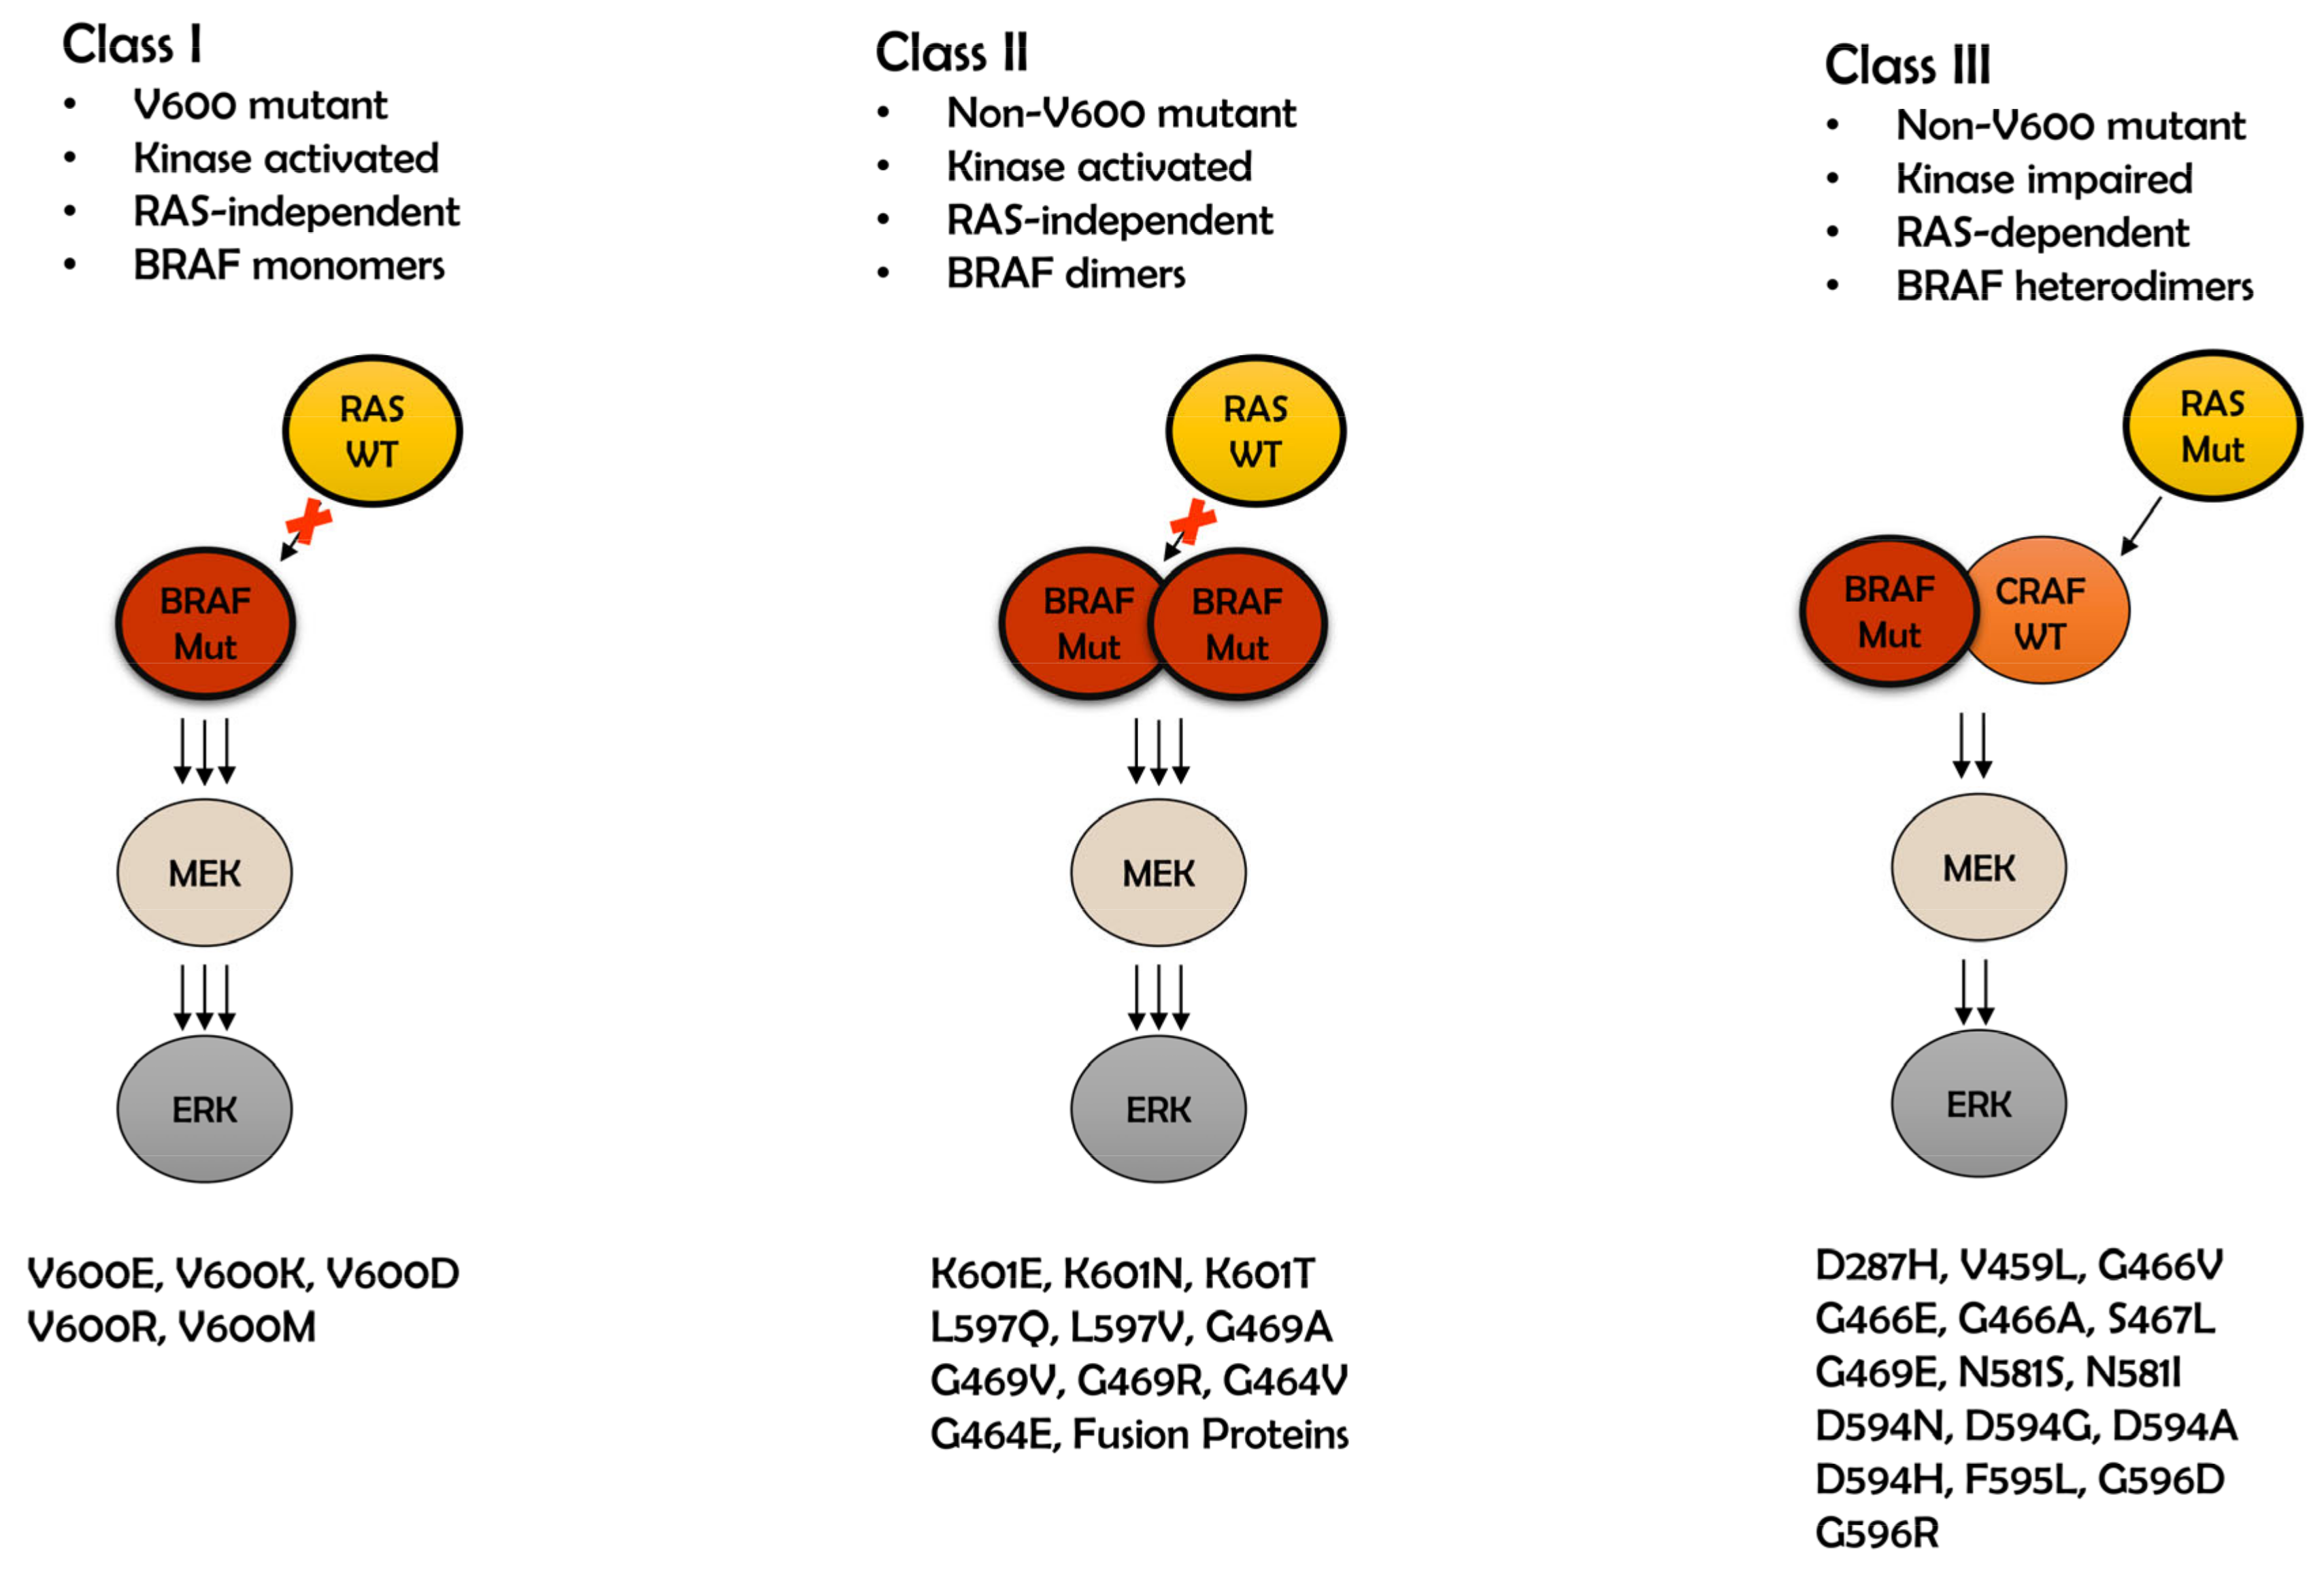 Class I
• V600 mutant
• Kinase activated
• RAS-independent
• BRAF monomers
RAS
WT
BRAF
Mut
MEK
ERK
V600E, V600K, V600D
V600R, V600M
Class II
• Non-V600 mutant
• Kinase activated
• RAS-independent
• BRAF dimers
RAS
WT
BRAF
Mut
BRAF
Mut
MEK
ERK
K601E, K601N, K601T
L597Q, L597V, G469A
G469V, G469R, G464V
G464E, Fusion Proteins
Class III
• Non-V600 mutant
• Kinase impaired
• RAS-dependent
• BRAF heterodimers
RAS
Mut
BRAF
Mut
CRAF
WT
MEK
ERK
D287H, V459L, G466V
G466E, G466A, S467L
G469E, N581S, N581I
D594N, D594G, D594A
D594H, F595L, G596D
G596R